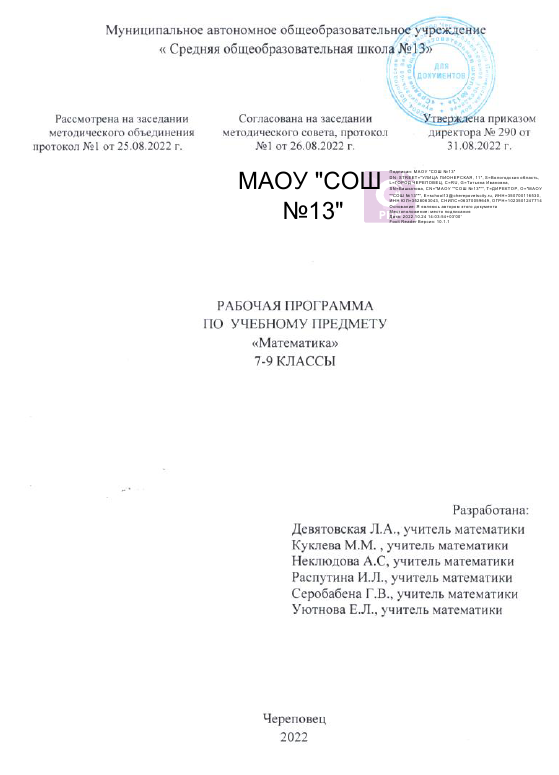 Муниципальное автономное общеобразовательное учреждение
« Средняя общеобразовательная школа №13»
ДЛЯ
ДОКУМЕНТОВ
Рассмотрена на заседании
методического объединения
протокол №1 от 25.08.2022 г.
Согласована на заседании
методического совета, протокол
№1 от 26.08.2022 г.
Утверждена приказом
директора № 290 от
31.08.2022 г.
МАОУ "СОШ
№13"
РАБОЧАЯ ПРОГРАММА
ПО УЧЕБНОМУ ПРЕДМЕТУ
«Математика»
7-9 КЛАССЫ
Разработана:
Девятовская Л.А., учитель математики
Куклева М.М. , учитель математики
Неклюдова А.С, учитель математики
Распутина И.Л., учитель математики
Серобабена Г.В., учитель математики
Уютнова Е.Л., учитель математики
Череповец
2022